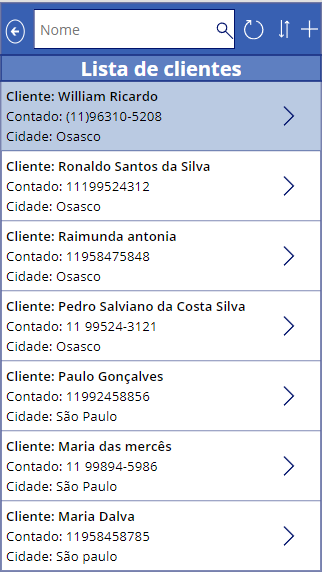 Nome
Lista de clientes
Cliente: William Ricardo
Contado: (11)96310-5208
Cidade: Osasco
Cliente: Ronaldo Santos da Silva
Contado: 11199524312
Cidade: Osasco
Cliente: Raimunda antonia
Contado: 11958475848
Cidade: Osasco
Cliente: Pedro Salviano da Costa Silva
Contado: 11 99524-3121
Cidade: Osasco
Cliente: Paulo Gonçalves
Contado: 11992458856
Cidade: São Paulo
Cliente: Maria das mercês
Contado: 11 99894-5986
Cidade: São Paulo
Cliente: Maria Dalva
Contado: 11958458785
Cidade: São paulo